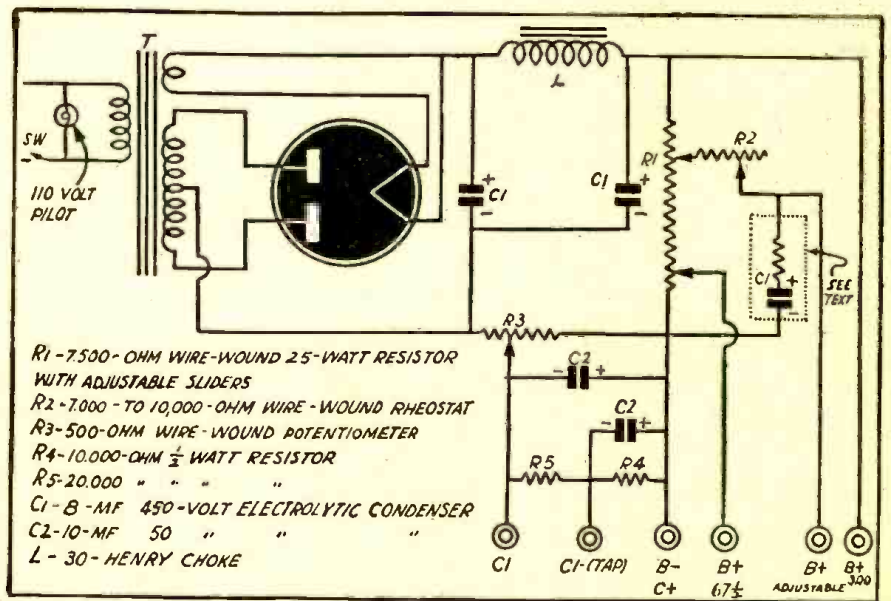 T
L
SW
110 VOLT
PILOT
C1
+
-
C1
+
-
R1
R2
C1
+
-
SEE
TEXT
R3
C2
- +
C2
- +
R5
R4
R1-7,500-OHM WIRE-WOUND 25-WATT RESISTOR
WITH ADJUSTABLE SLIDERS
R2-7,000-TO 10,000-OHM WIRE-WOUND RHEOSTAT
R3-500-OHM WIRE-WOUND POTENTIOMETER
R4-10,000-OHM 1/2 WATT RESISTOR
R5-20,000 " " " "
C1-8-MF 450-VOLT ELECTROLYTIC CONDENSER
C2-10-MF 50 " " "
L-30-HENRY CHOKE
C1
C1-(TAP)
B-
C+
B+
67½
B+
ADJUSTABLE
B+
300